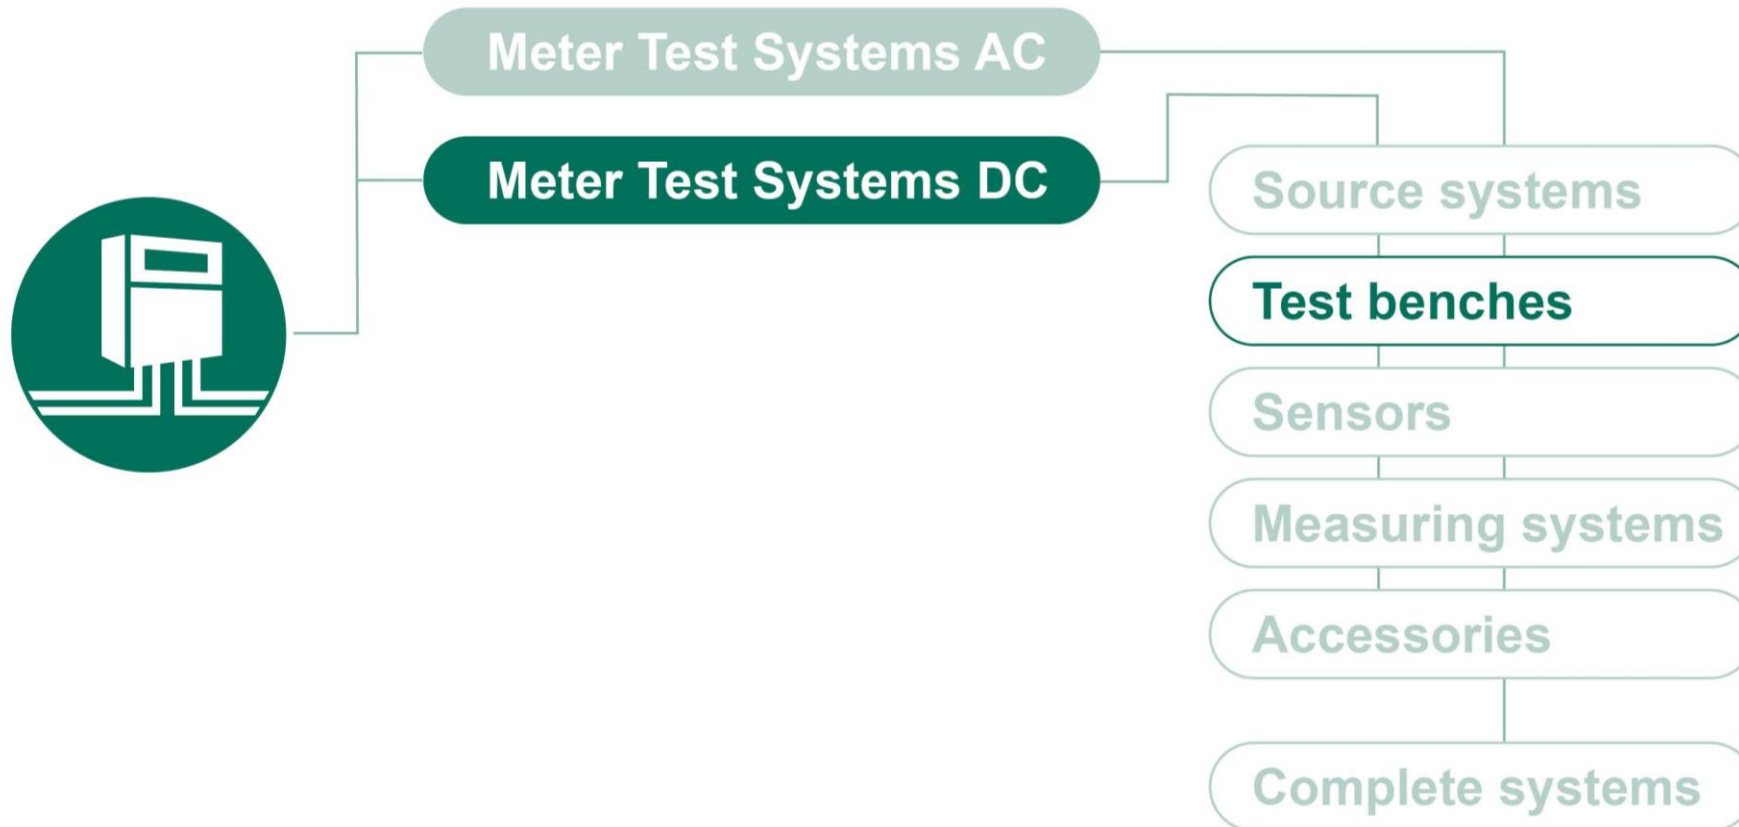 Meter Test Systems AC
Meter Test Systems DC
Source systems
Test benches
Sensors
Measuring systems
Accessories
Complete systems